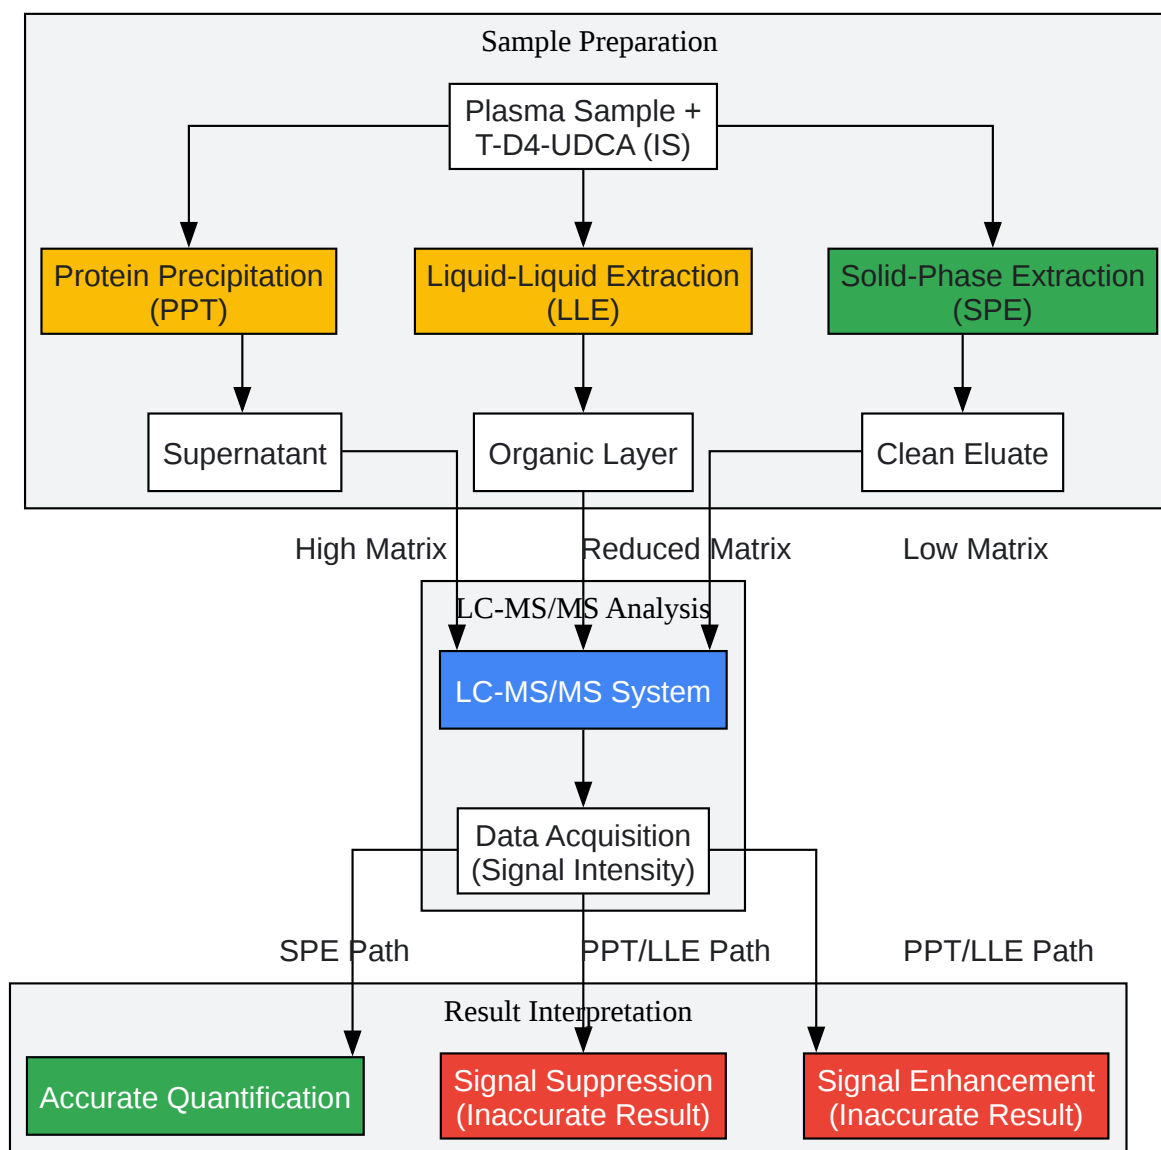 Sample Preparation
Plasma Sample +
T-D4-UDCA (IS)
Protein Precipitation
(PPT)
Liquid-Liquid Extraction
(LLE)
Solid-Phase Extraction
(SPE)
Supernatant
Organic Layer
Clean Eluate
High Matrix
Reduced Matrix
Low Matrix
LC-MS/MS Analysis
LC-MS/MS System
Data Acquisition
(Signal Intensity)
SPE Path
PPT/LLE Path
PPT/LLE Path
Result Interpretation
Accurate Quantification
Signal Suppression
(Inaccurate Result)
Signal Enhancement
(Inaccurate Result)